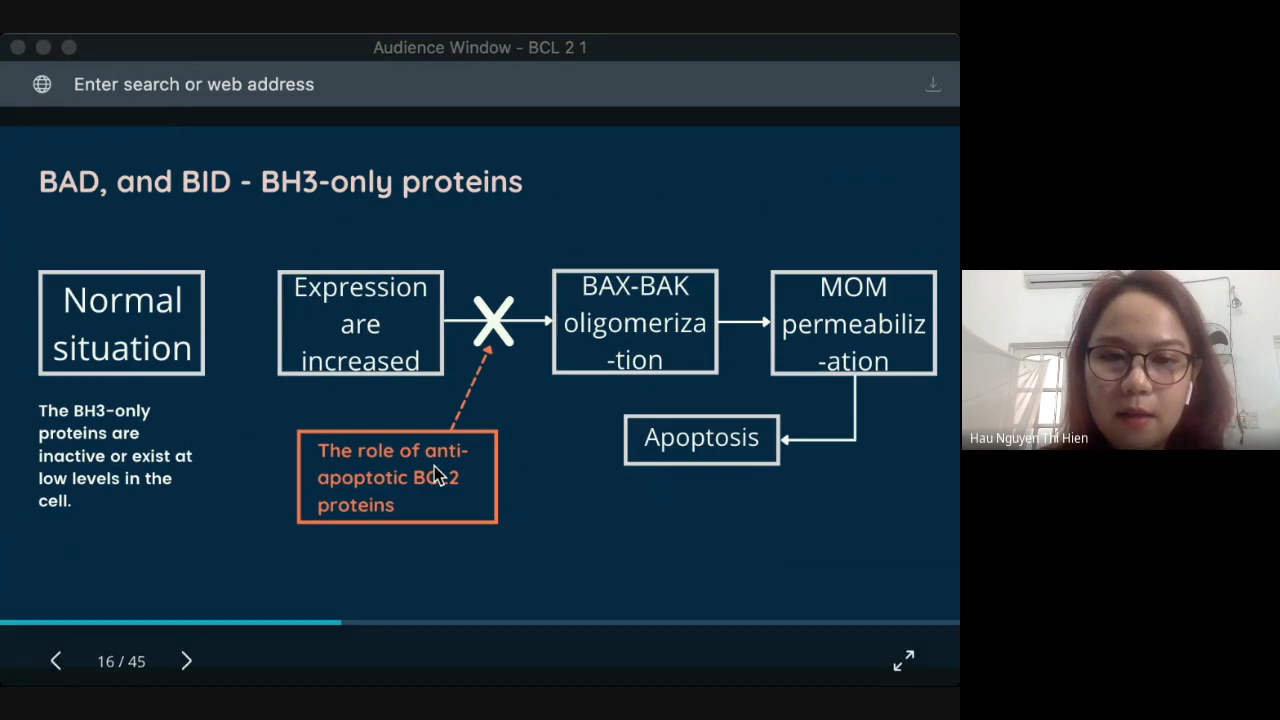 Audience Window - BCL 2 1
Enter search or web address
BAD, and BID - BH3-only proteins
Normal
situation
Expression
are
increased
BAX-BAK
oligomeriza
-tion
MOM
permeabiliz
-ation
The BH3-only
proteins are
inactive or exist at
low levels in the
cell.
The role of anti-
apoptotic BCL2
proteins
Apoptosis
Hau Nguyen Thi Hien
16 / 45